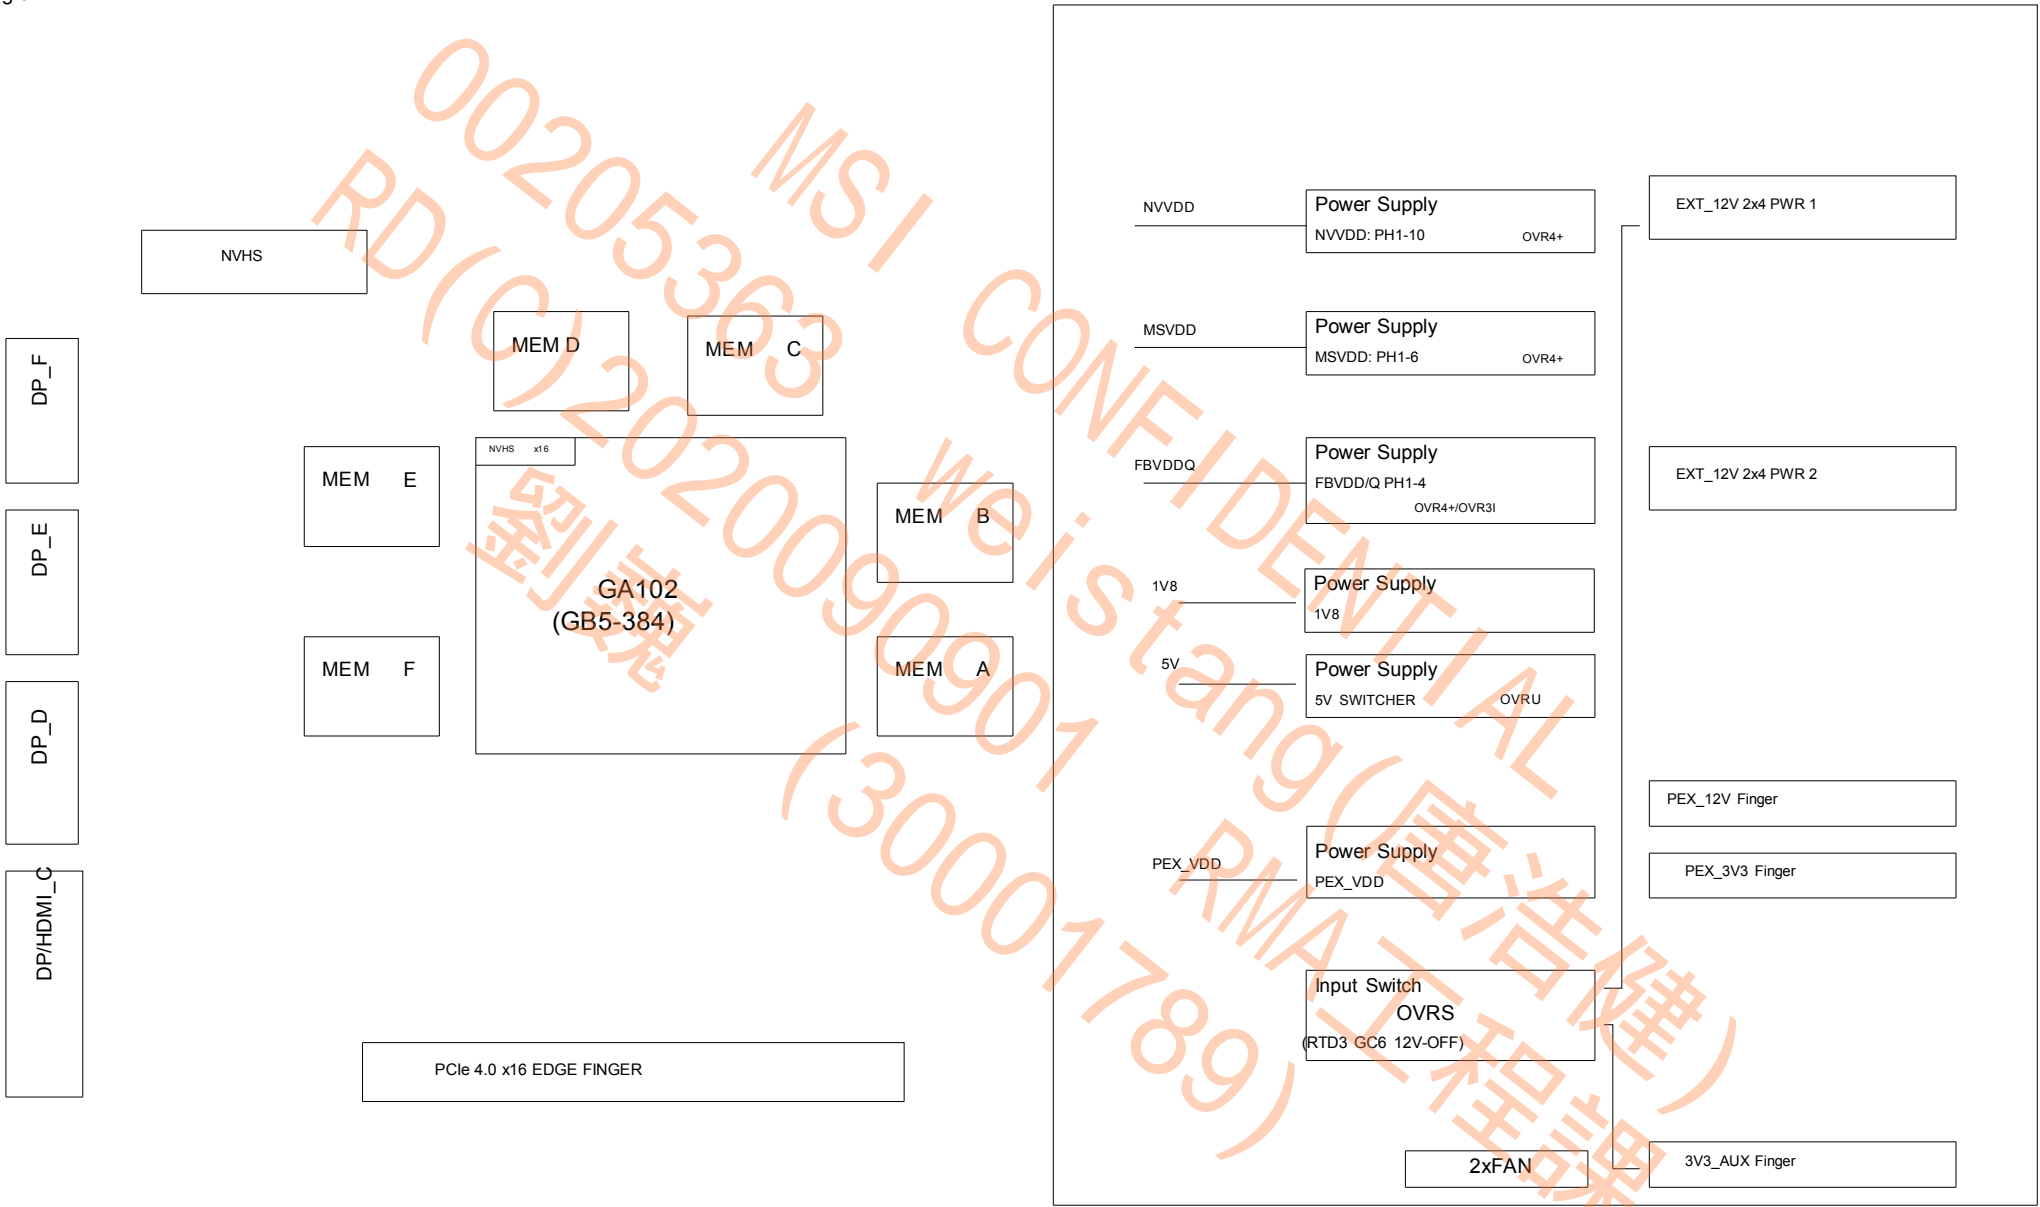 NVHS
MEM D
MEM C
MEM E
MEM B
MEM F
MEM A
NVHS x16
GA102
(GB5-384)
DP_F
DP_E
DP_D
DP/HDMI_C
PCIe 4.0 x16 EDGE FINGER
NVVDD
Power Supply
NVVDD: PH1-10 OVR4+
MSVDD
Power Supply
MSVDD: PH1-6 OVR4+
FBVDDQ
Power Supply
FBVDD/Q PH1-4
OVR4+/OVR3I
1V8
Power Supply
1V8
5V
Power Supply
5V SWITCHER OVRU
PEX_VDD
Power Supply
PEX_VDD
Input Switch
OVRS
(RTD3 GC6 12V-OFF)
2xFAN
EXT_12V 2x4 PWR 1
EXT_12V 2x4 PWR 2
PEX_12V Finger
PEX_3V3 Finger
3V3_AUX Finger
MSI CONFIDENTIAL
00205363 weistang(唐浩健)
RD(C)2020090901 RMA工程課
劉巍 (30001789)